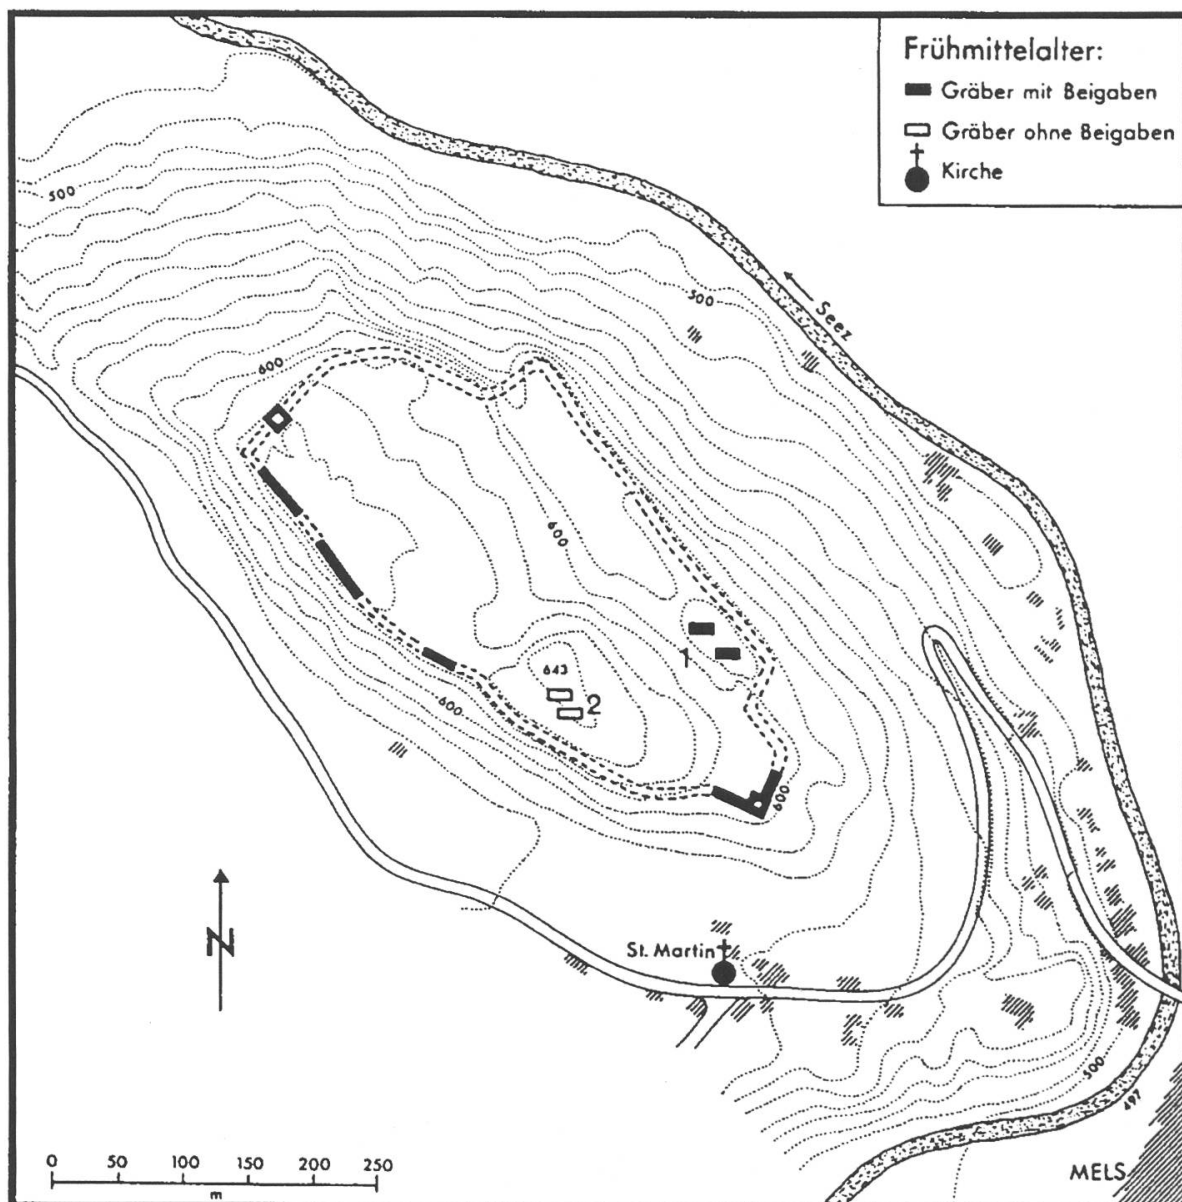 Frühmittelalter:
Gräber mit Beigaben
Gräber ohne Beigaben
Kirche
500
500
Seez
600
600
1
643
2
600
600
St. Martin
N
500
497
0 50 100 150 200 250
m
MELS